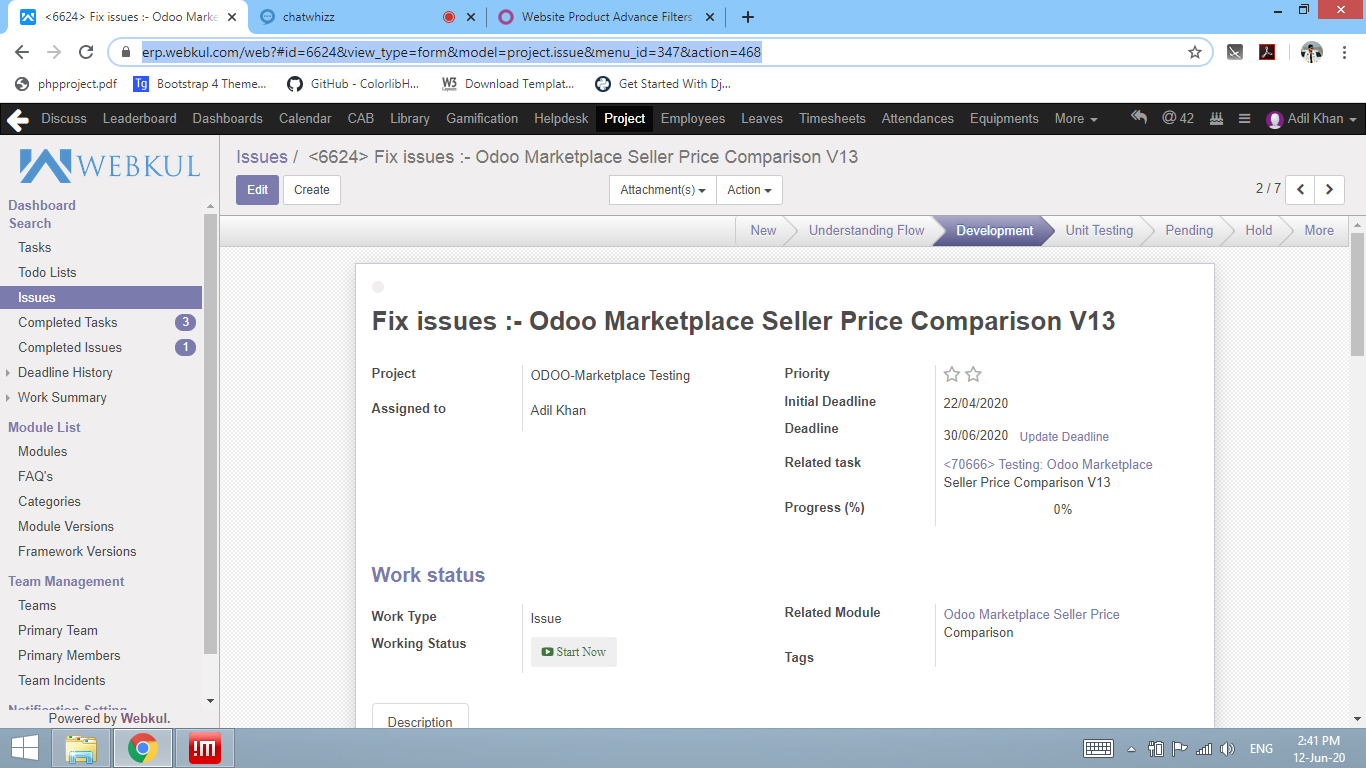 <6624> Fix issues :- Odoo Marke
chatwhizz
Website Product Advance Filters
erp.webkul.com/web?#id=6624&view_type=form&model=project.issue&menu_id=347&action=468
phpproject.pdf
Tg Bootstrap 4 Theme...
GitHub - ColorlibH...
W3 Download Templat...
Get Started With Dj...
Discuss Leaderboard Dashboards Calendar CAB Library Gamification Helpdesk Project Employees Leaves Timesheets Attendances Equipments More @ 42 Adil Khan
WEBKUL
Issues / <6624> Fix issues :- Odoo Marketplace Seller Price Comparison V13
Edit Create Attachment(s) Action 2 / 7
New Understanding Flow Development Unit Testing Pending Hold More
Dashboard
Search
Tasks
Todo Lists
Issues
Completed Tasks 3
Completed Issues 1
Deadline History
Work Summary
Module List
Modules
FAQ's
Categories
Module Versions
Framework Versions
Team Management
Teams
Primary Team
Primary Members
Team Incidents
Notification Setting
Powered by Webkul.
Fix issues :- Odoo Marketplace Seller Price Comparison V13
Project ODOO-Marketplace Testing
Assigned to Adil Khan
Priority
Initial Deadline 22/04/2020
Deadline 30/06/2020 Update Deadline
Related task <70666> Testing: Odoo Marketplace
Seller Price Comparison V13
Progress (%) 0%
Work status
Work Type Issue
Working Status Start Now
Related Module Odoo Marketplace Seller Price
Comparison
Tags
Description
!M
ENG
2:41 PM
12-Jun-20